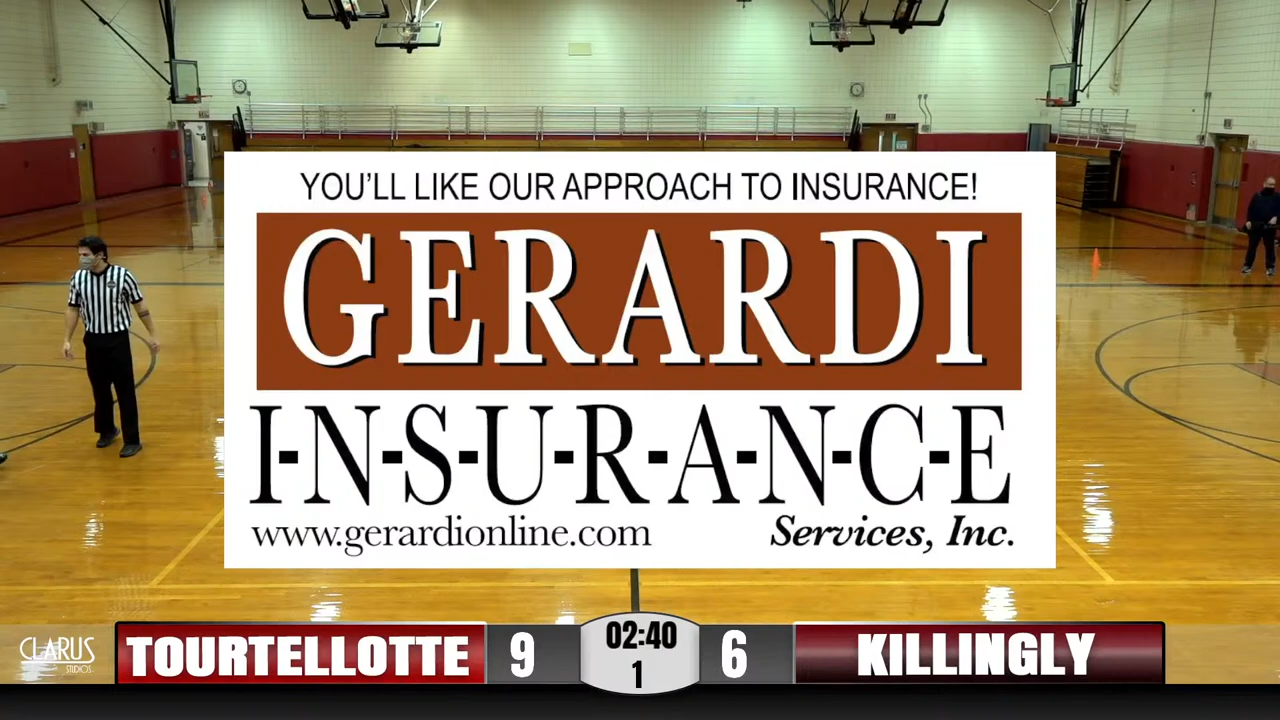 YOU'LL LIKE OUR APPROACH TO INSURANCE!
GERARDI
I-N-S-U-R-A-N-C-E
www.gerardionline.com Services, Inc.
CLARUS
STUDIOS
TOURTELLOTTE 9 02:40 6 KILLINGLY
1